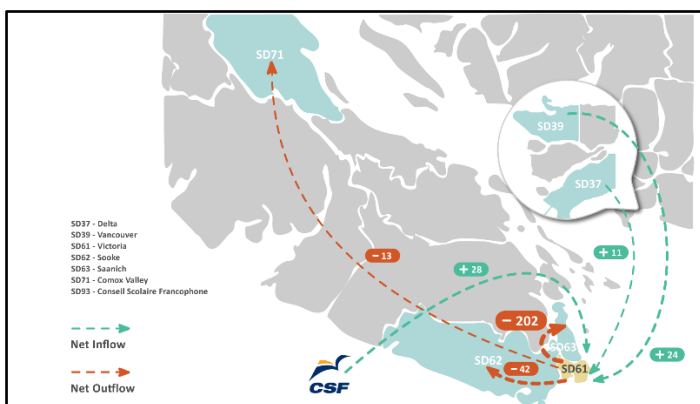 SD71
SD39
SD37
SD37 - Delta
SD39 - Vancouver
SD61 - Victoria
SD62 - Sooke
SD63 - Saanich
SD71 - Comox Valley
SD93 - Conseil Scolaire Francophone
− 13
+ 11
+ 28
− 202
Net Inflow
SD63
+ 24
SD62
− 42
SD61
Net Outflow
CSF